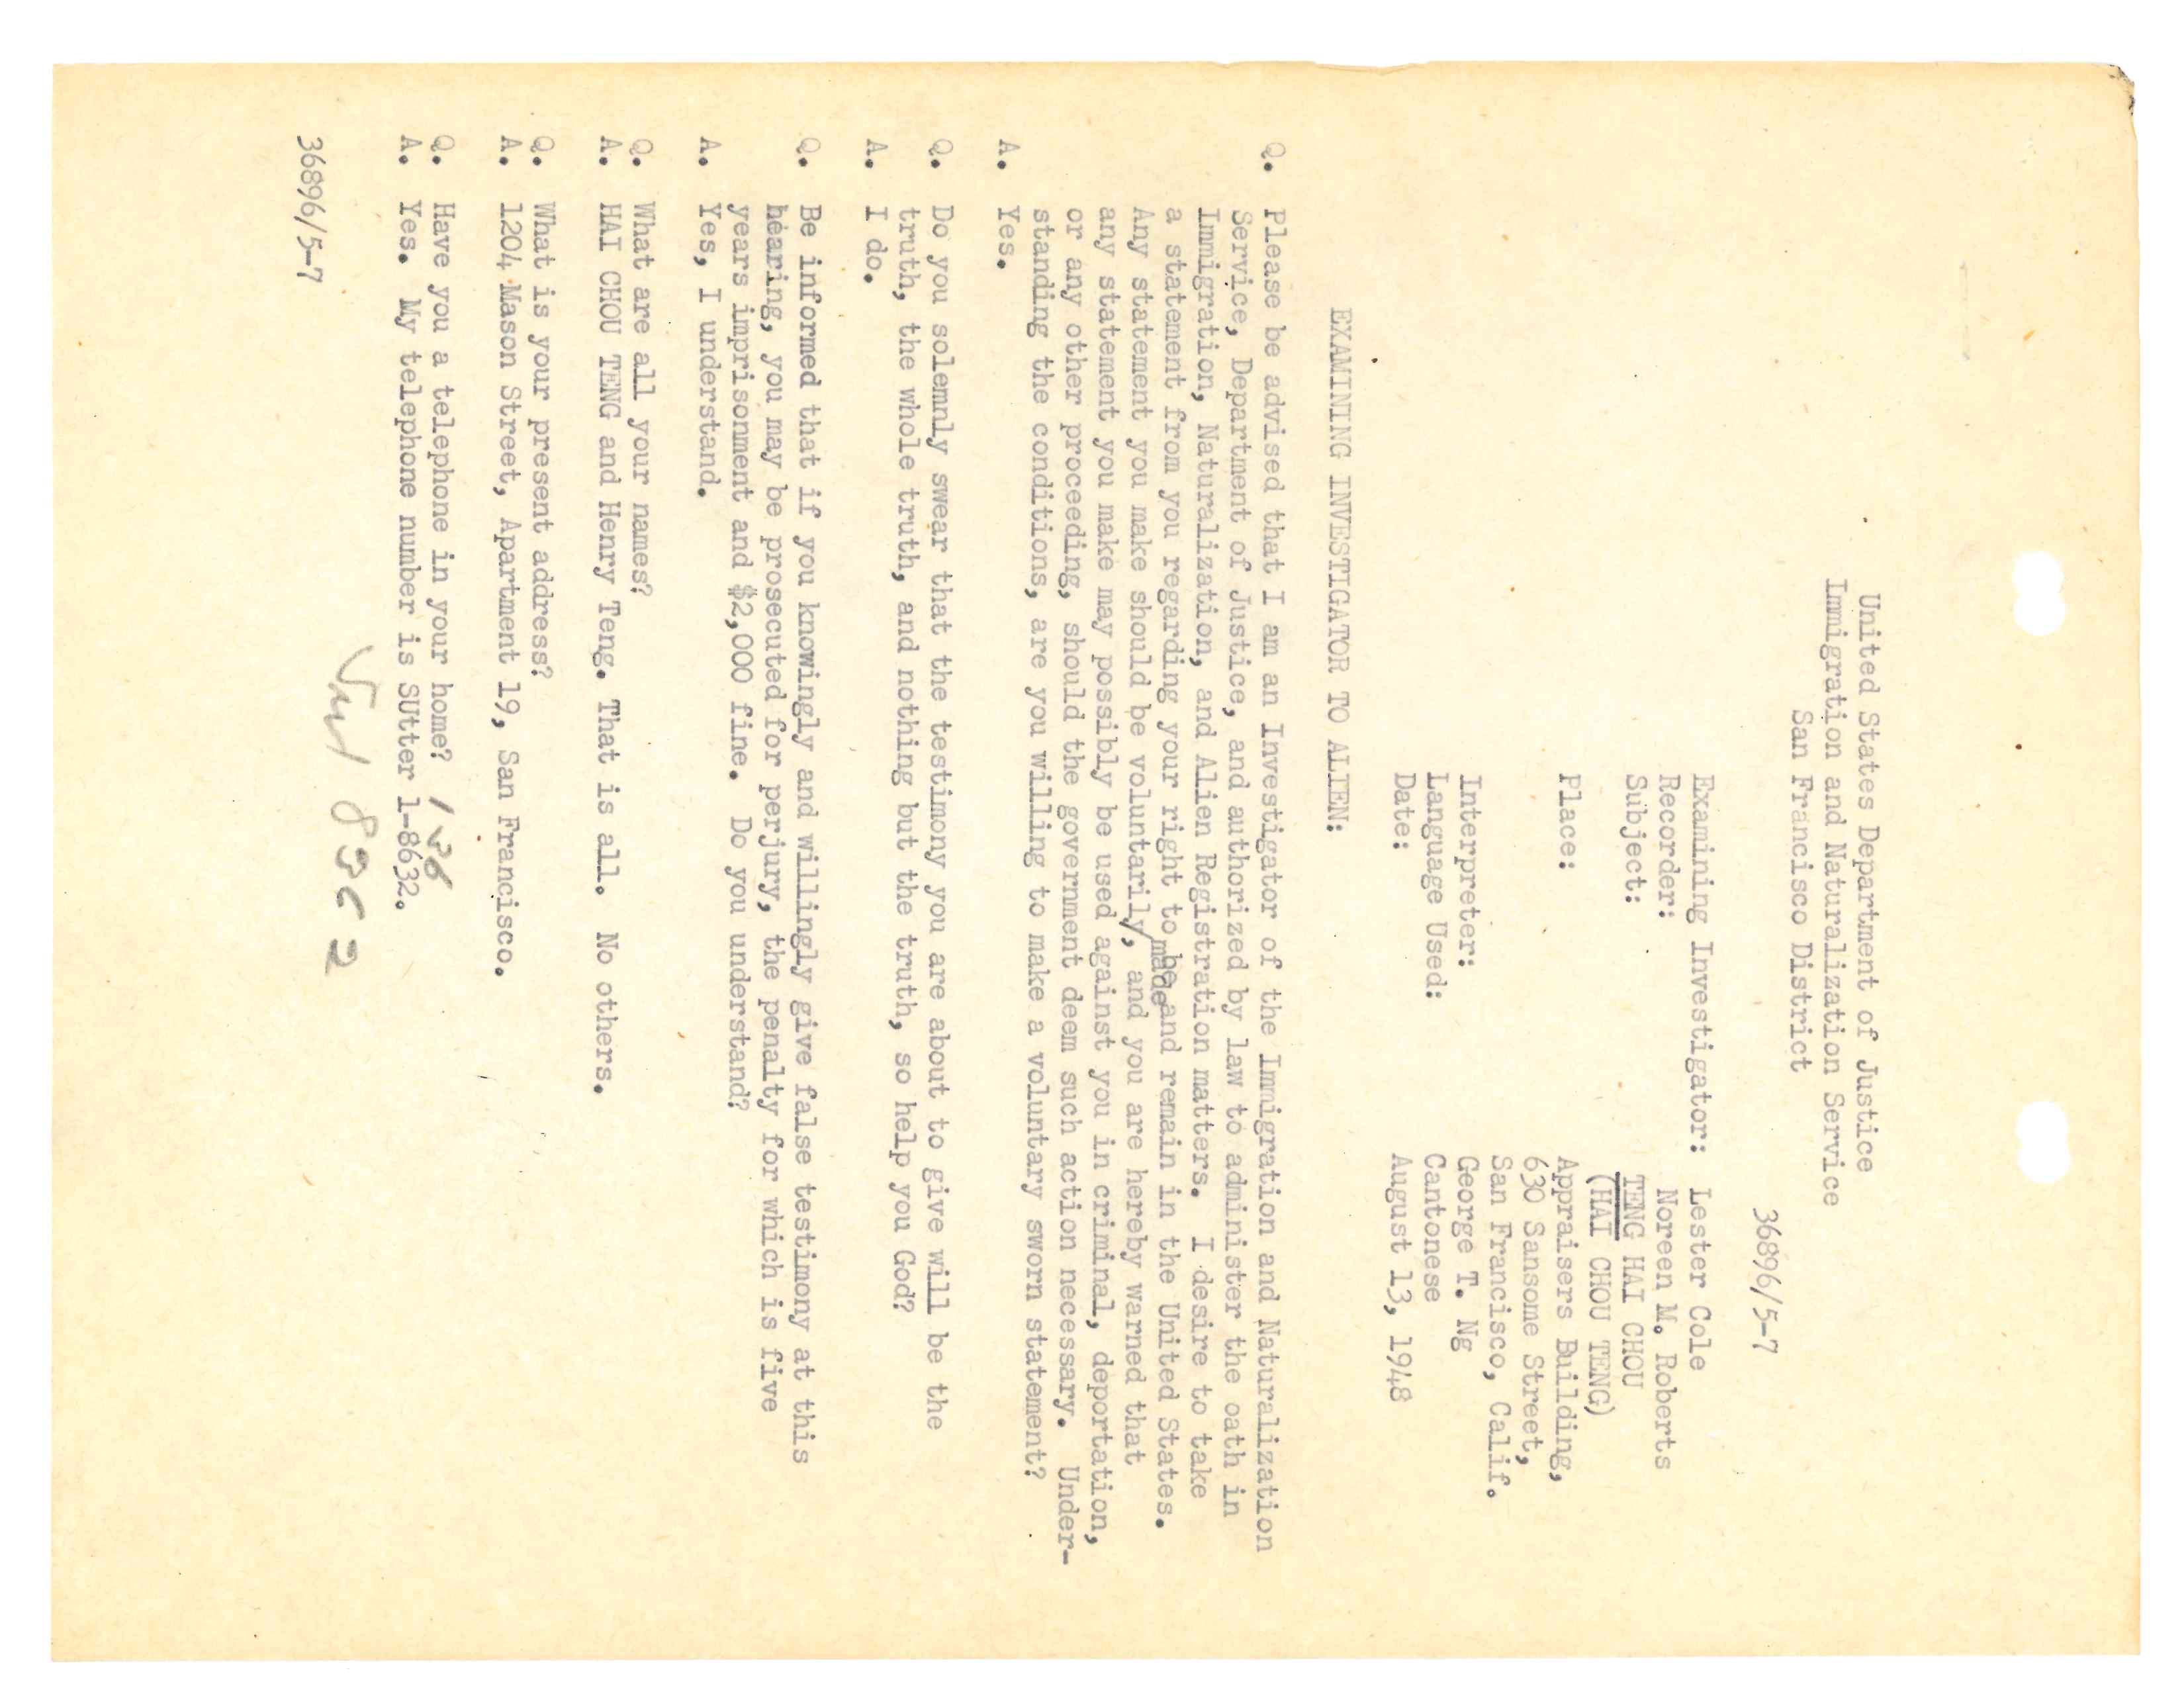 United States Department of Justice
Immigration and Naturalization Service
San Francisco District
36896/5-7
Examining Investigator: Lester Cole
Recorder: Noreen M. Roberts
Subject: TENG HAI CHOU
(HAI CHOU TENG)
Place: Appraisers Building,
630 Sansome Street,
San Francisco, Calif.
Interpreter: George T. Ng
Language Used: Cantonese
Date: August 13, 1948
EXAMINING INVESTIGATOR TO ALIEN:
Q. Please be advised that I am an Investigator of the Immigration and Naturalization
Service, Department of Justice, and authorized by law to administer the oath in
Immigration, Naturalization, and Alien Registration matters. I desire to take
a statement from you regarding your right to be and remain in the United States.
made
Any statement you make should be voluntarily/, and you are hereby warned that
any statement you make may possibly be used against you in criminal, deportation,
or any other proceeding, should the government deem such action necessary. Under-
standing the conditions, are you willing to make a voluntary sworn statement?
A. Yes.
Q. Do you solemnly swear that the testimony you are about to give will be the
truth, the whole truth, and nothing but the truth, so help you God?
A. I do.
Q. Be informed that if you knowingly and willingly give false testimony at this
hearing, you may be prosecuted for perjury, the penalty for which is five
years imprisonment and $2,000 fine. Do you understand?
A. Yes, I understand.
Q. What are all your names?
A. HAI CHOU TENG and Henry Teng. That is all. No others.
Q. What is your present address?
A. 1204 Mason Street, Apartment 19, San Francisco.
Q. Have you a telephone in your home? 1 36
A. Yes. My telephone number is SUtter 1-8632.
8362
36896/5-7